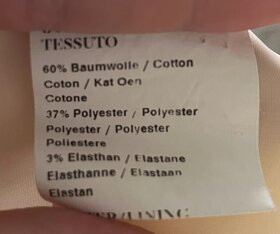 TESSUTO
60% Baumwolle / Cotton
Coton / Kat Oen
Cotone
37% Polyester / Polyester
Polyester / Polyester
Poliestere
3% Elasthan / Elastane
Elasthanne / Elastaan
Elastan
/LINING